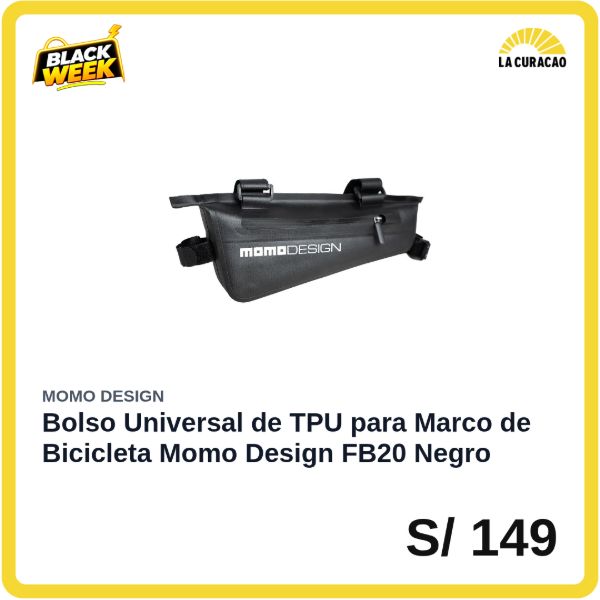 BLACK
WEEK
LA CURACAO
momoDESIGN
MOMO DESIGN
Bolso Universal de TPU para Marco de
Bicicleta Momo Design FB20 Negro
S/ 149